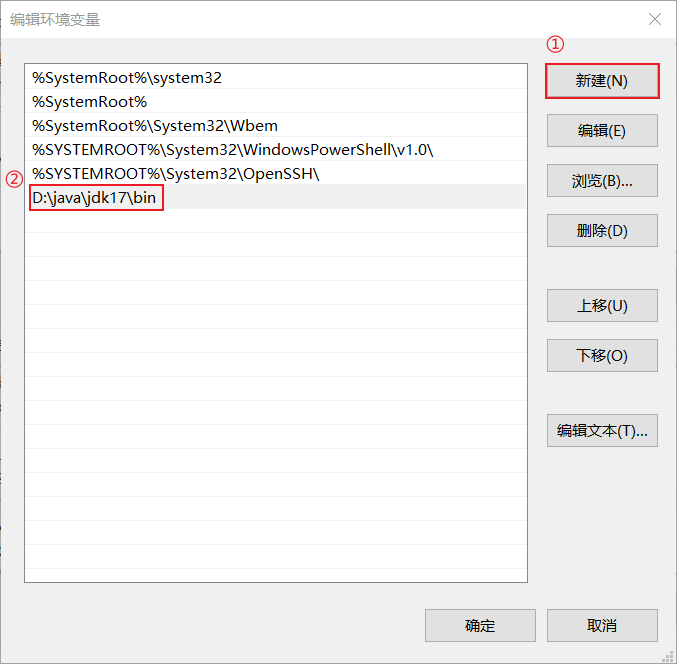 编辑环境变量
①
%SystemRoot%\system32
新建(N)
%SystemRoot%
%SystemRoot%\System32\Wbem
编辑(E)
%SYSTEMROOT%\System32\WindowsPowerShell\v1.0\
%SYSTEMROOT%\System32\OpenSSH\
浏览(B)...
②
D:\java\jdk17\bin
删除(D)
上移(U)
下移(O)
编辑文本(T)...
确定
取消